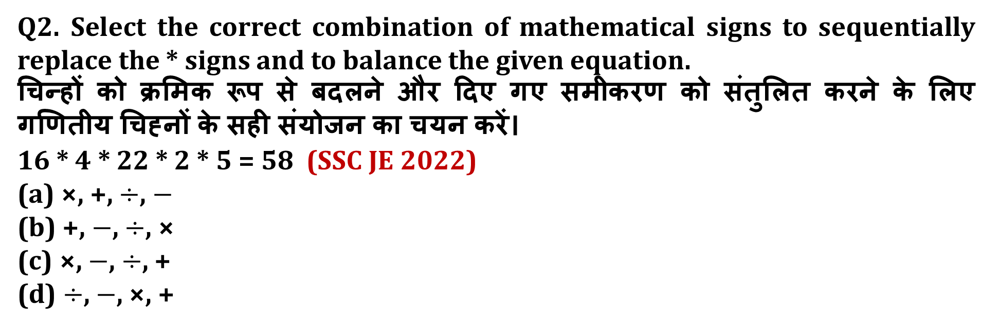 Q2. Select the correct combination of mathematical signs to sequentially
replace the * signs and to balance the given equation.
चिन्हों को क्रमिक रूप से बदलने और दिए गए समीकरण को संतुलित करने के लिए
गणितीय चिह्नों के सही संयोजन का चयन करें।
16 * 4 * 22 * 2 * 5 = 58 (SSC JE 2022)
(a) ×, +, ÷, −
(b) +, −, ÷, ×
(c) ×, −, ÷, +
(d) ÷, −, ×, +